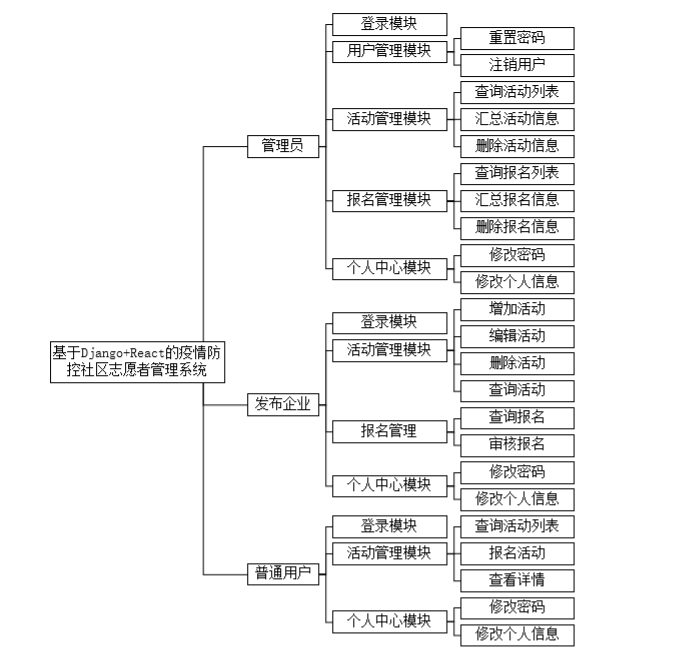 基于Django+React的疫情防
控社区志愿者管理系统
管理员
登录模块
用户管理模块
重置密码
注销用户
活动管理模块
查询活动列表
汇总活动信息
删除活动信息
报名管理模块
查询报名列表
汇总报名信息
删除报名信息
个人中心模块
修改密码
修改个人信息
发布企业
登录模块
活动管理模块
增加活动
编辑活动
删除活动
查询活动
报名管理
查询报名
审核报名
个人中心模块
修改密码
修改个人信息
普通用户
登录模块
活动管理模块
查询活动列表
报名活动
查看详情
个人中心模块
修改密码
修改个人信息